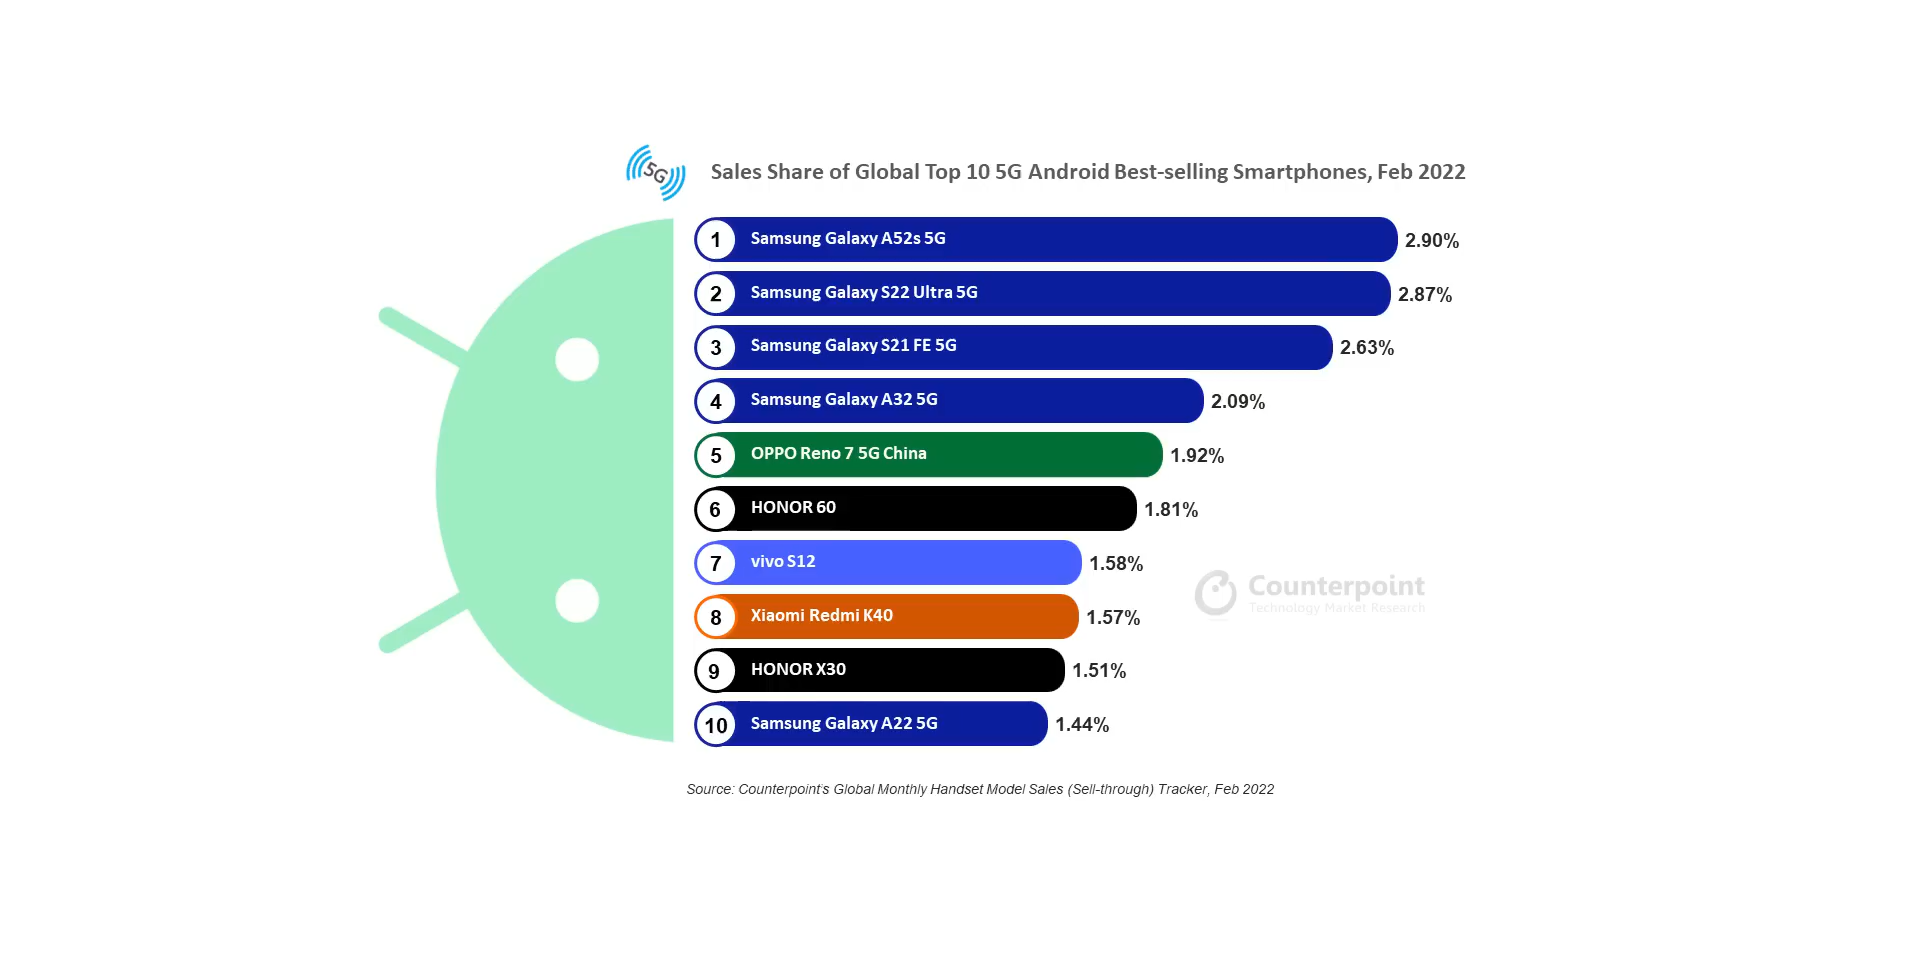 5G
Sales Share of Global Top 10 5G Android Best-selling Smartphones, Feb 2022
1 Samsung Galaxy A52s 5G 2.90%
2 Samsung Galaxy S22 Ultra 5G 2.87%
3 Samsung Galaxy S21 FE 5G 2.63%
4 Samsung Galaxy A32 5G 2.09%
5 OPPO Reno 7 5G China 1.92%
6 HONOR 60 1.81%
7 vivo S12 1.58%
8 Xiaomi Redmi K40 1.57%
9 HONOR X30 1.51%
10 Samsung Galaxy A22 5G 1.44%
Counterpoint
Technology Market Research
Source: Counterpoint's Global Monthly Handset Model Sales (Sell-through) Tracker, Feb 2022